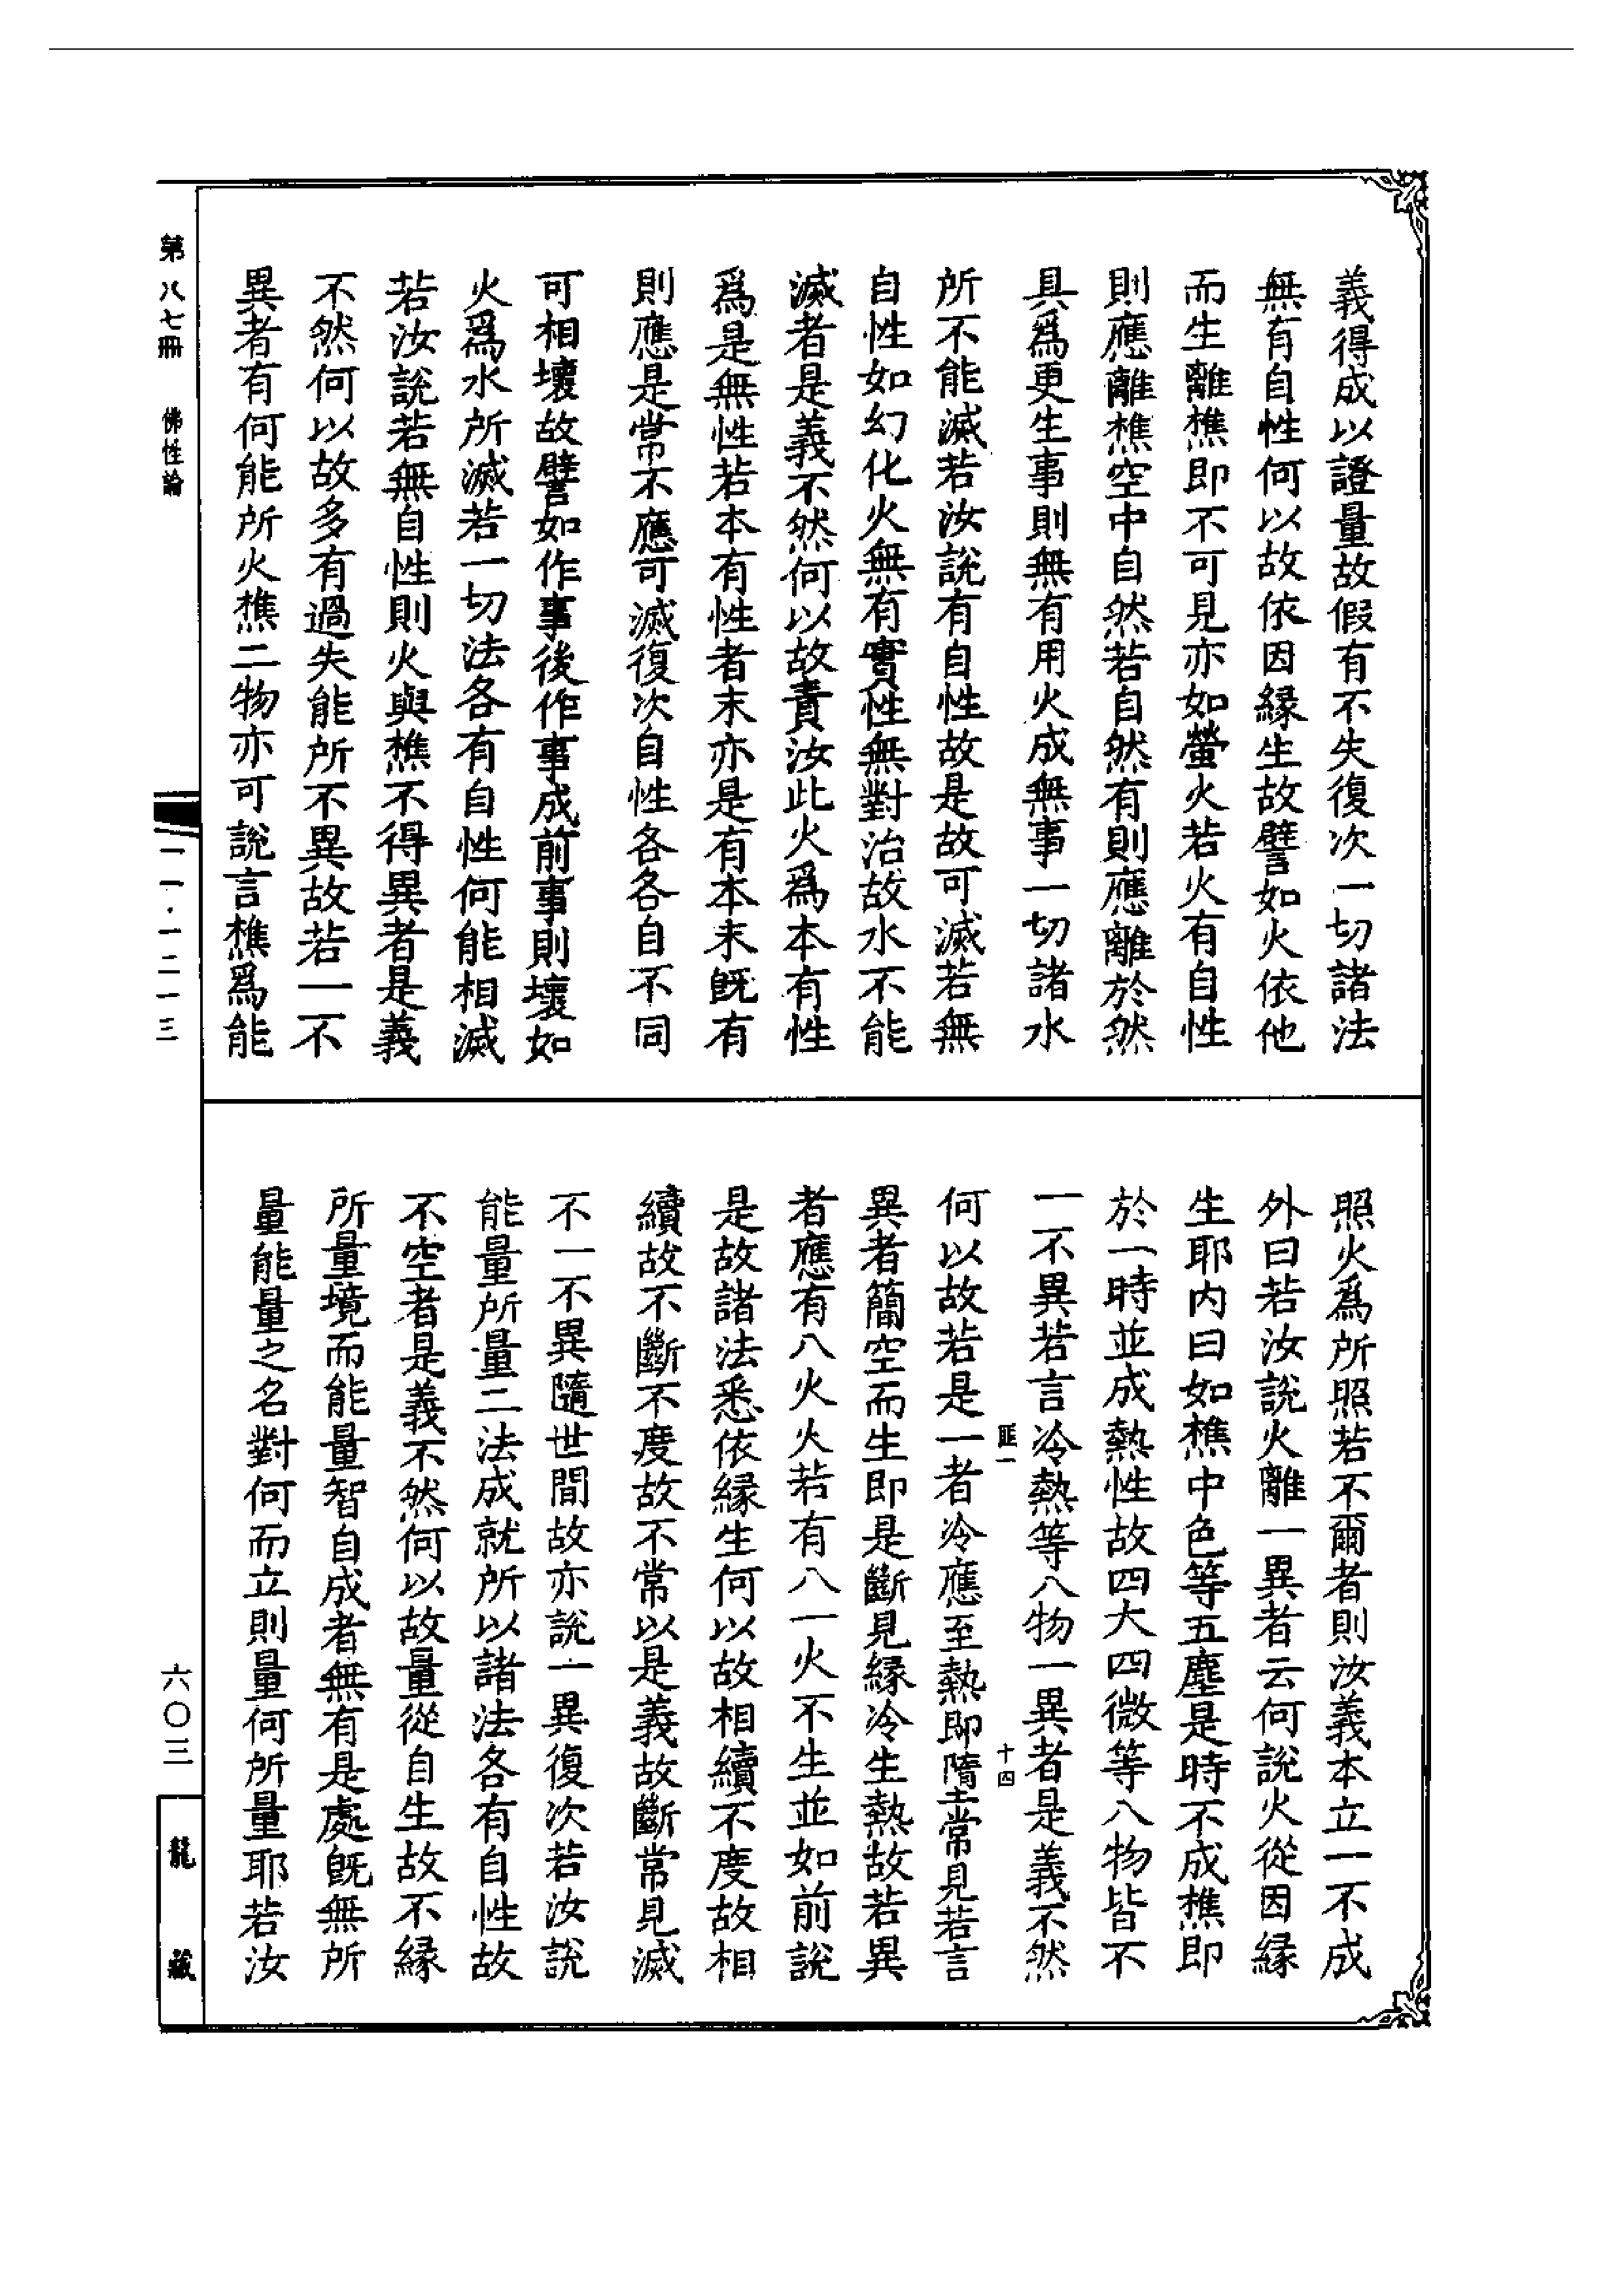 義得成以證量故假有不失復次一切諸法
無有自性何以故依因緣生故譬如火依他
而生離樵即不可見亦如螢火若火有自性
則應離樵空中自然若自然有則應離於然
具爲更生事則無有用火成無事一切諸水
所不能滅若汝說有自性故是故可滅若無
自性如幻化火無有實性無對治故水不能
滅者是義不然何以故責汝此火爲本有性
爲是無性若本有性者末亦是有本末既有
則應是常不應可滅復次自性各各自不同
可相壞故譬如作事後作事成前事則壞如
火爲水所滅若一切法各有自性何能相滅
若汝說若無自性則火與樵不得異者是義
不然何以故多有過失能所不異故若一不
異者有何能所火樵二物亦可說言樵爲能
照火爲所照若不爾者則汝義本立一不成
外曰若汝說火離一異者云何說火從因緣
生耶内曰如樵中色等五塵是時不成樵即
於一時並成熱性故四大四微等八物皆不
一不異若言冷熱等八物一異者是義不然
匪一 十四
何以故若是一者冷應至熱即墮常見若言
異者簡空而生即是斷見緣冷生熱故若異
者應有八火火若有八一火不生並如前說
是故諸法悉依緣生何以故相續不度故相
續故不斷不度故不常以是義故斷常見滅
不一不異隨世間故亦說一異復次若汝說
能量所量二法成就所以諸法各有自性故
不空者是義不然何以故量從自生故不緣
所量境而能量智自成者無有是處既無所
量能量之名對何而立則量何所量耶若汝
第八七冊 佛性論
一一·一二一三
六〇三
龍藏